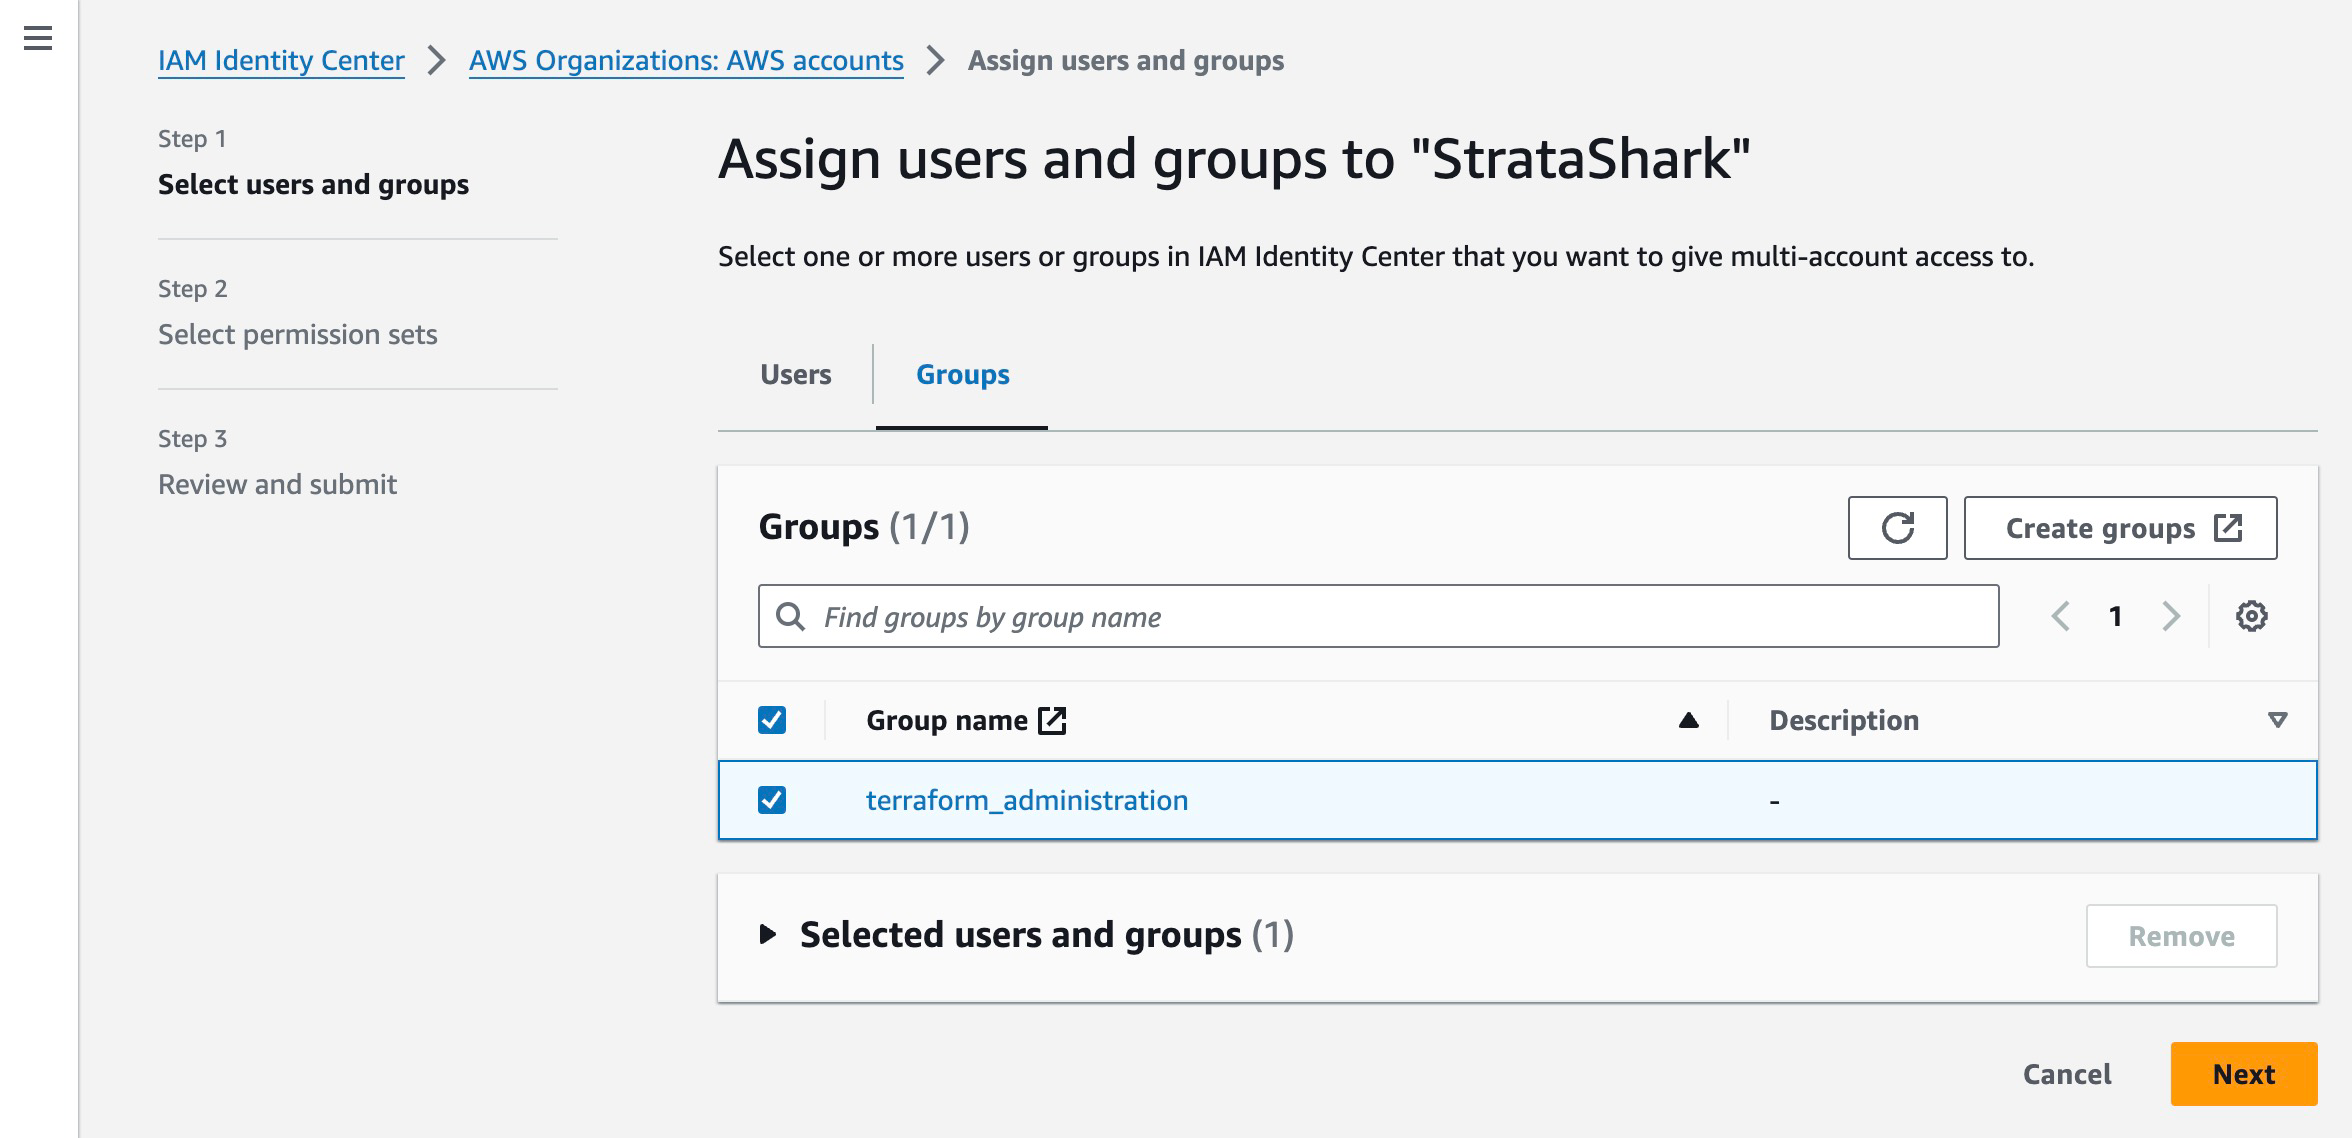 IAM Identity Center > AWS Organizations: AWS accounts > Assign users and groups
Step 1
Select users and groups
Step 2
Select permission sets
Step 3
Review and submit
Assign users and groups to "StrataShark"
Select one or more users or groups in IAM Identity Center that you want to give multi-account access to.
Users Groups
Groups (1/1)
Create groups
Find groups by group name
1
Group name Description
terraform_administration -
Selected users and groups (1)
Remove
Cancel Next